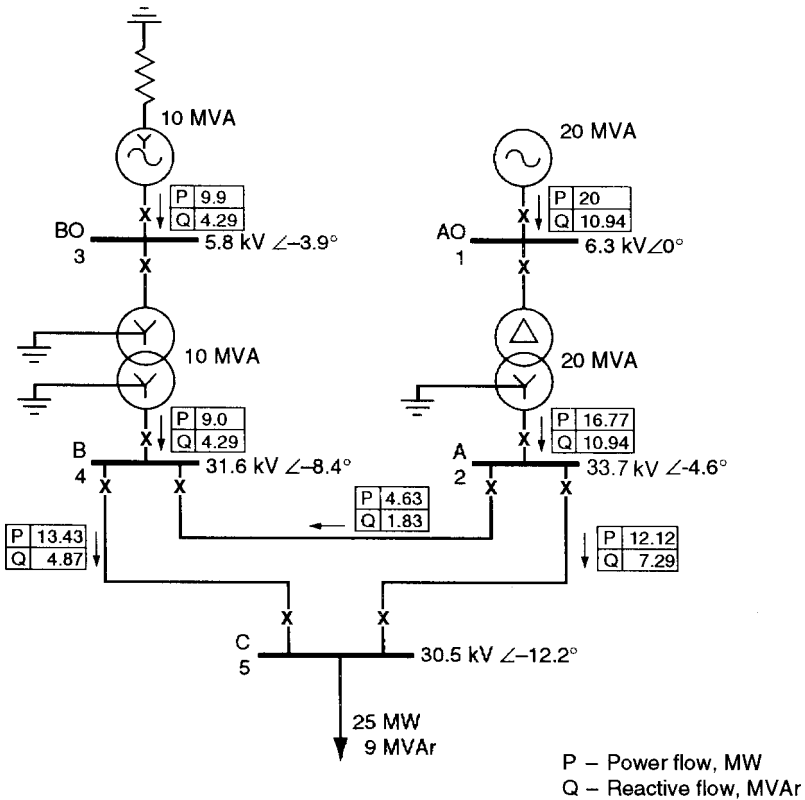 10 MVA
20 MVA
P 9.9
Q 4.29
P 20
Q 10.94
BO
3
5.8 kV ∠–3.9°
AO
1
6.3 kV∠0°
10 MVA
20 MVA
P 9.0
Q 4.29
P 16.77
Q 10.94
B
4
31.6 kV ∠–8.4°
A
2
33.7 kV ∠-4.6°
P 4.63
Q 1.83
P 13.43
Q 4.87
P 12.12
Q 7.29
C
5
30.5 kV ∠–12.2°
25 MW
9 MVAr
P – Power flow, MW
Q – Reactive flow, MVAr